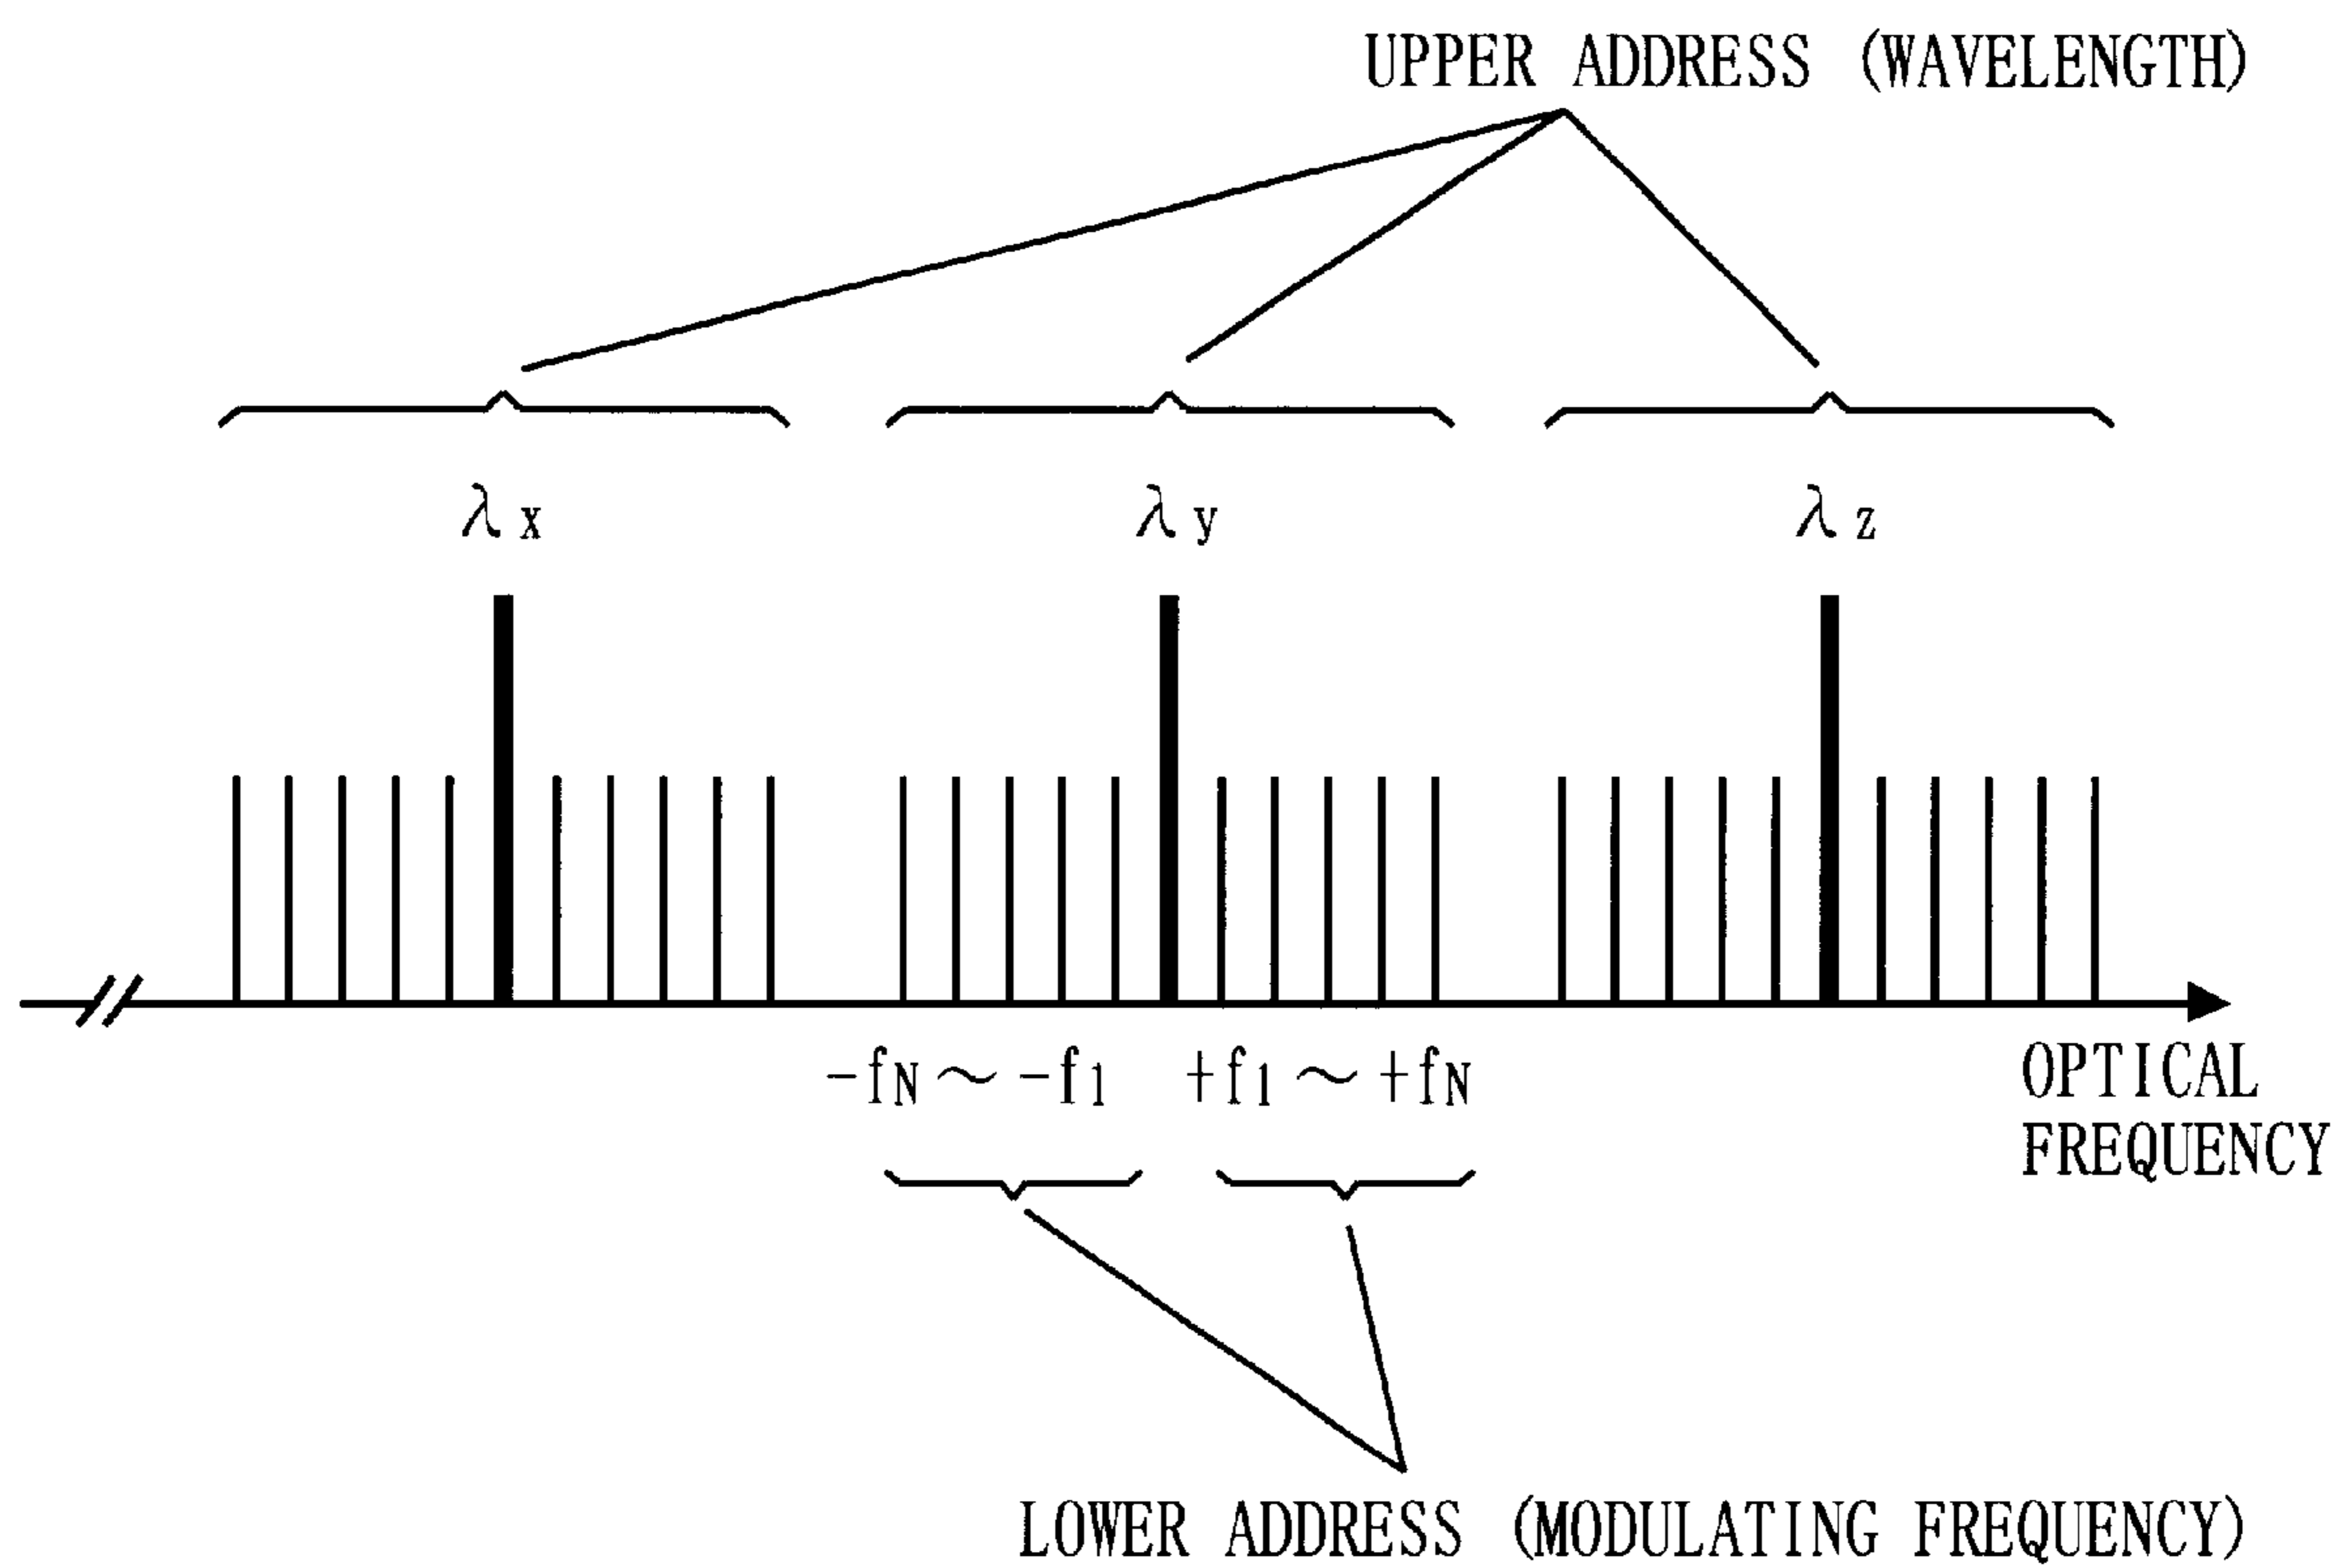 UPPER ADDRESS (WAVELENGTH)
λx λy λz
-fN～-f1 +f1～+fN
OPTICAL
FREQUENCY
LOWER ADDRESS (MODULATING FREQUENCY)